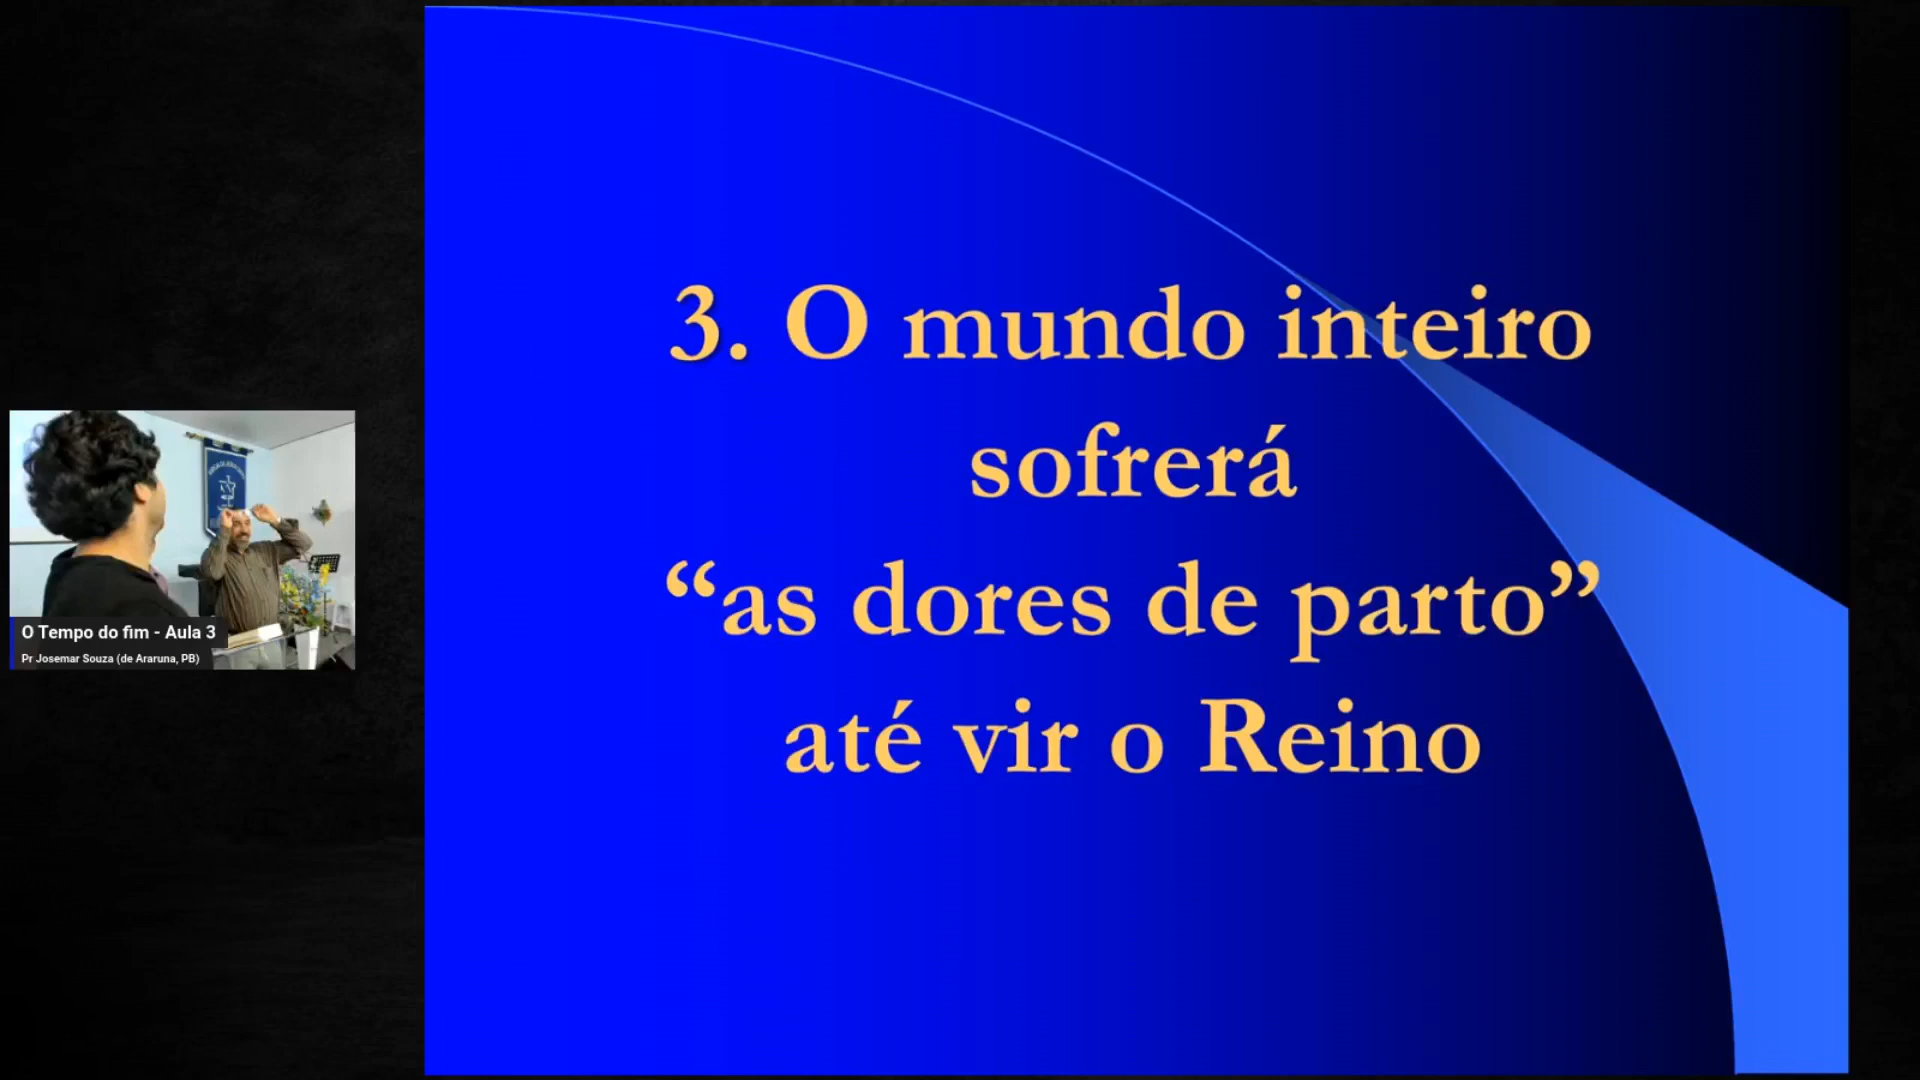 3. O mundo inteiro
sofrerá
“as dores de parto”
até vir o Reino
O Tempo do fim - Aula 3
Pr Josemar Souza (de Araruna, PB)